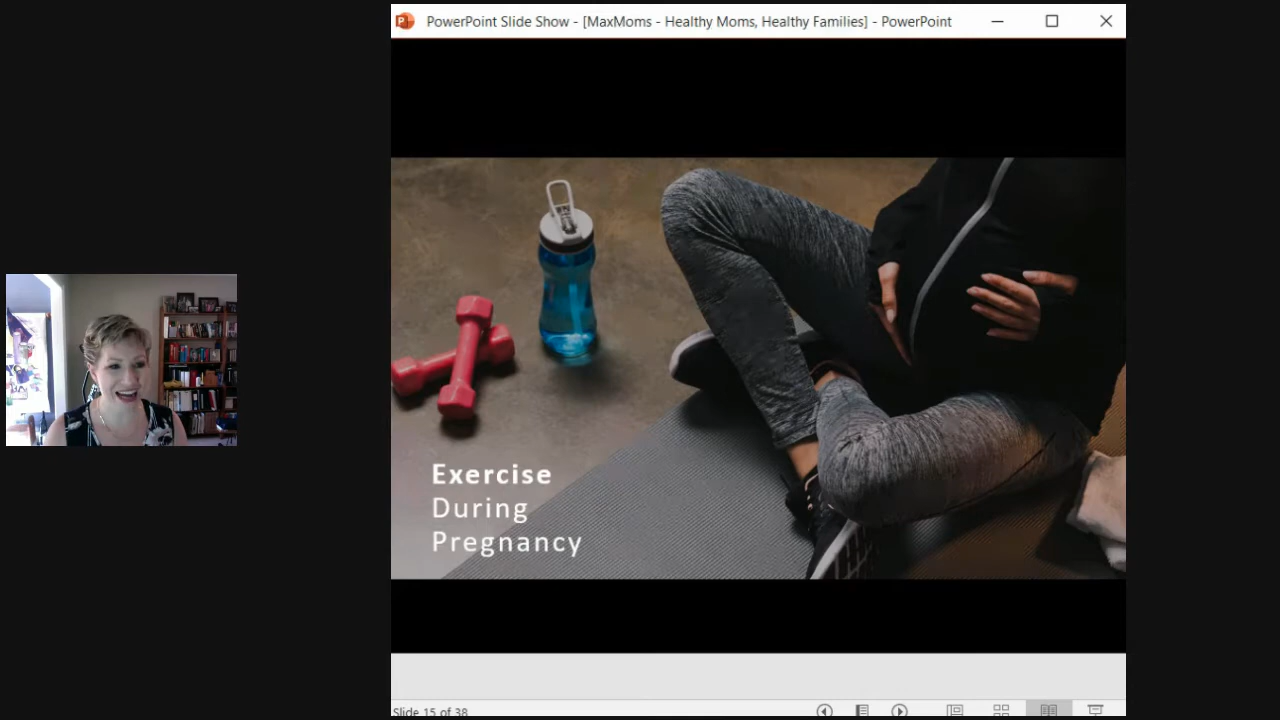 PowerPoint Slide Show - [MaxMoms - Healthy Moms, Healthy Families] - PowerPoint
Exercise
During
Pregnancy
Slide 15 of 38